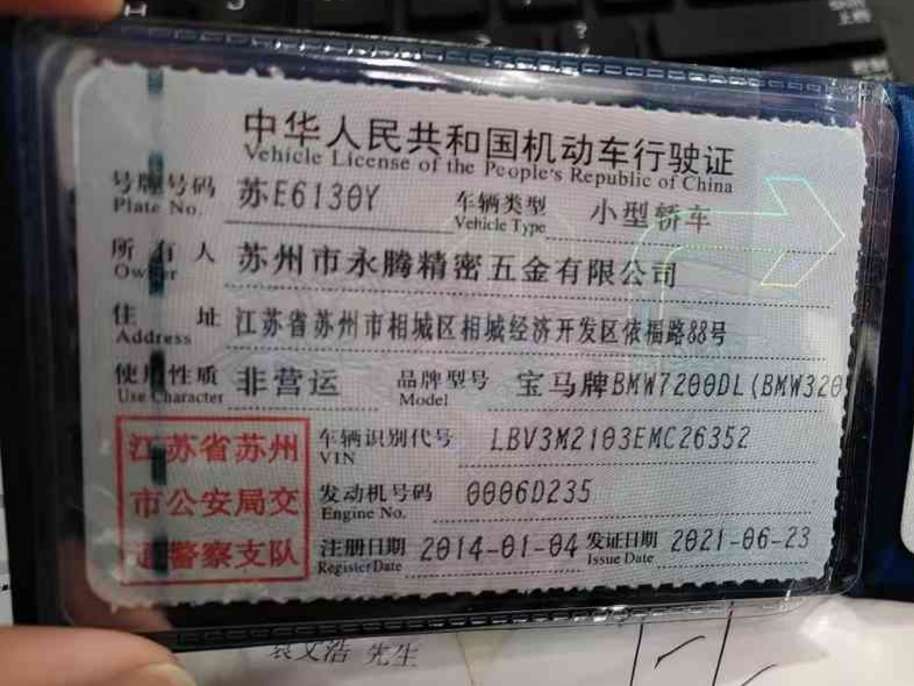 中华人民共和国机动车行驶证
Vehicle License of the People's Republic of China
号牌号码 苏E6130Y 车辆类型 小型轿车
Plate No. Vehicle Type
所有人 苏州市永腾精密五金有限公司
Owner
住址 江苏省苏州市相城区相城经济开发区依福路88号
Address
使用性质 非营运 品牌型号 宝马牌BMW7200DL(BMW320
Use Character Model
江苏省苏州
市公安局交
通警察支队
车辆识别代号 LBV3M2103EMC26352
VIN
发动机号码 0006D235
Engine No.
注册日期 2014-01-04 发证日期 2021-06-23
Register Date Issue Date
先生